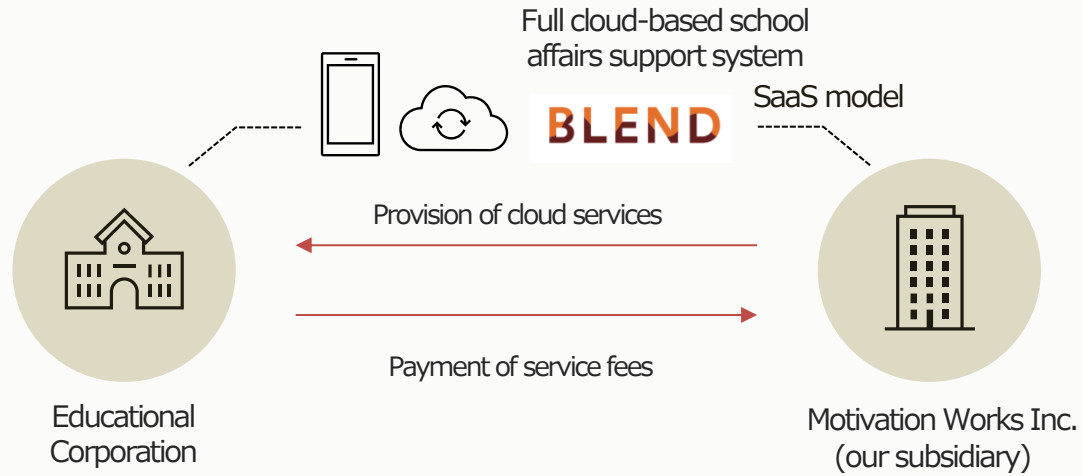 Full cloud-based school
affairs support system
BLEND
SaaS model
Provision of cloud services
Payment of service fees
Educational
Corporation
Motivation Works Inc.
(our subsidiary)